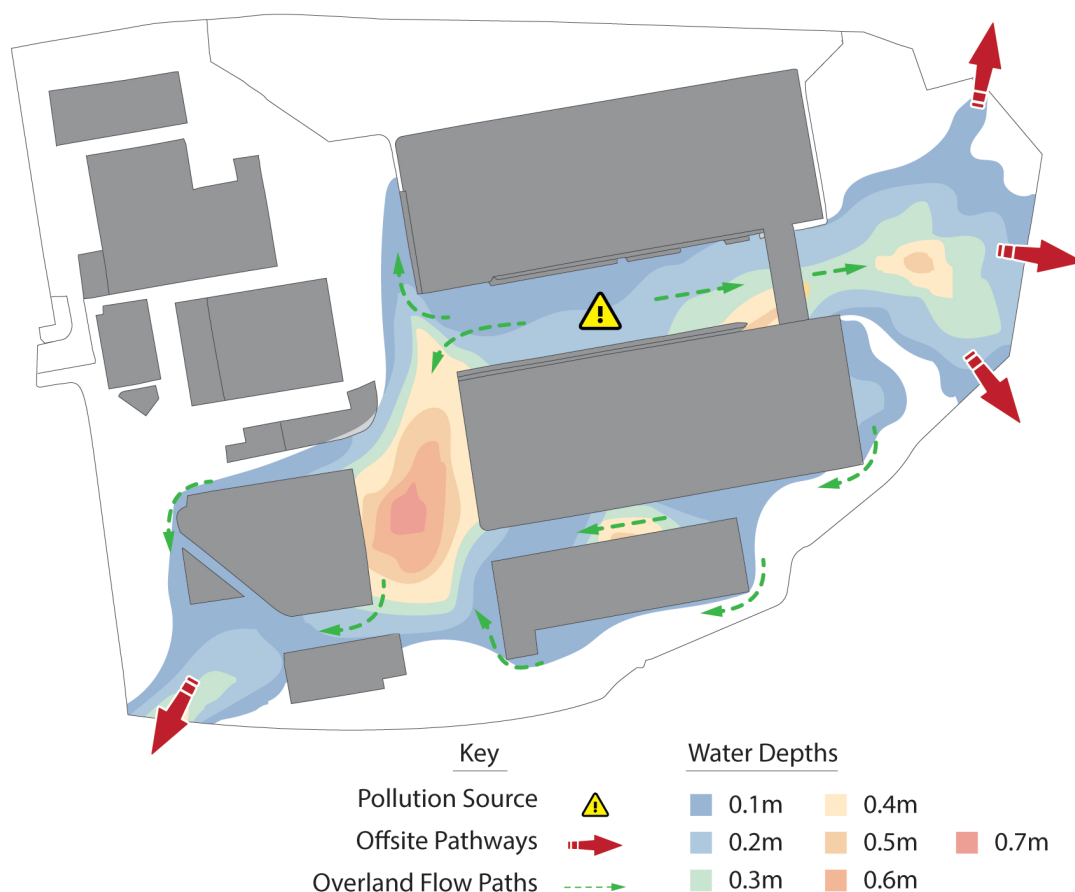 Key
Water Depths
Pollution Source
0.1m
0.4m
Offsite Pathways
0.2m
0.5m
0.7m
Overland Flow Paths
0.3m
0.6m